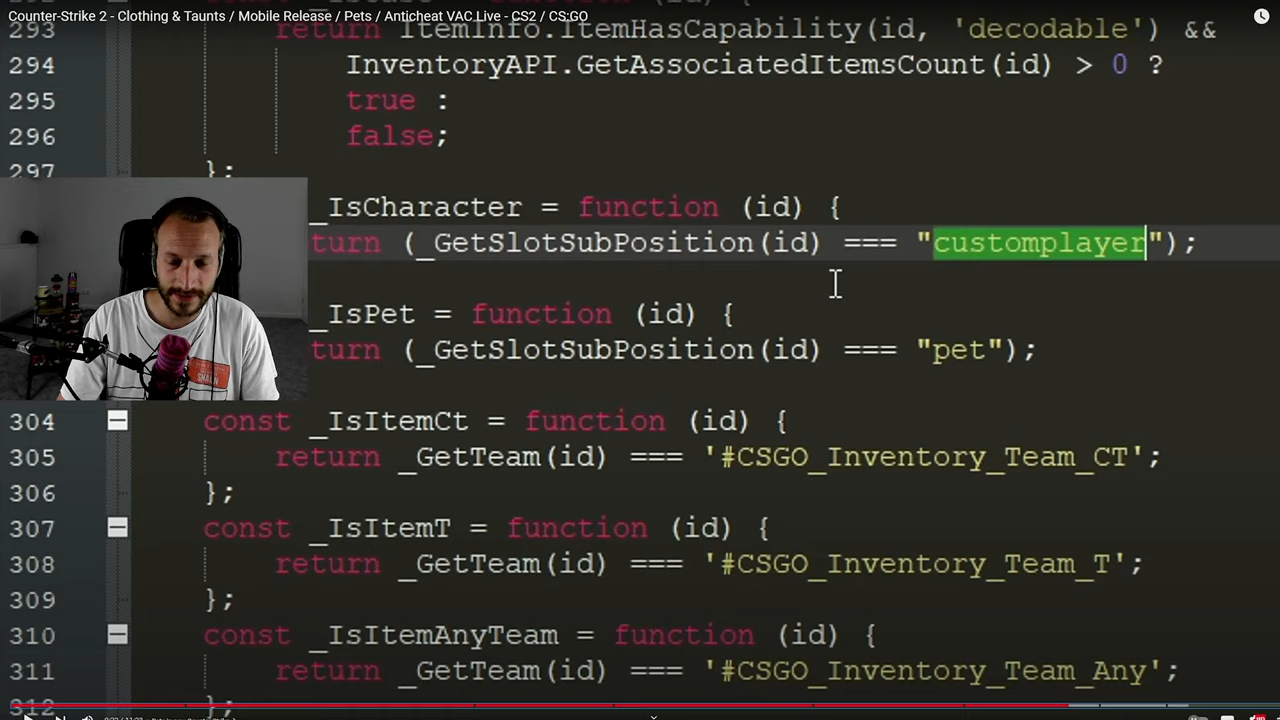 Counter-Strike 2 - Clothing & Taunts / Mobile Release / Pets / Anticheat VAC Live - CS2 / CS:GO
293 return ItemInfo.ItemHasCapability(id, 'decodable') &&
294 InventoryAPI.GetAssociatedItemsCount(id) > 0 ?
295 true :
296 false;
297 };
_IsCharacter = function (id) {
turn (_GetSlotSubPosition(id) === "customplayer");
_IsPet = function (id) {
turn (_GetSlotSubPosition(id) === "pet");
304 const _IsItemCt = function (id) {
305 return _GetTeam(id) === '#CSGO_Inventory_Team_CT';
306 };
307 const _IsItemT = function (id) {
308 return _GetTeam(id) === '#CSGO_Inventory_Team_T';
309 };
310 const _IsItemAnyTeam = function (id) {
311 return _GetTeam(id) === '#CSGO_Inventory_Team_Any';
312 };